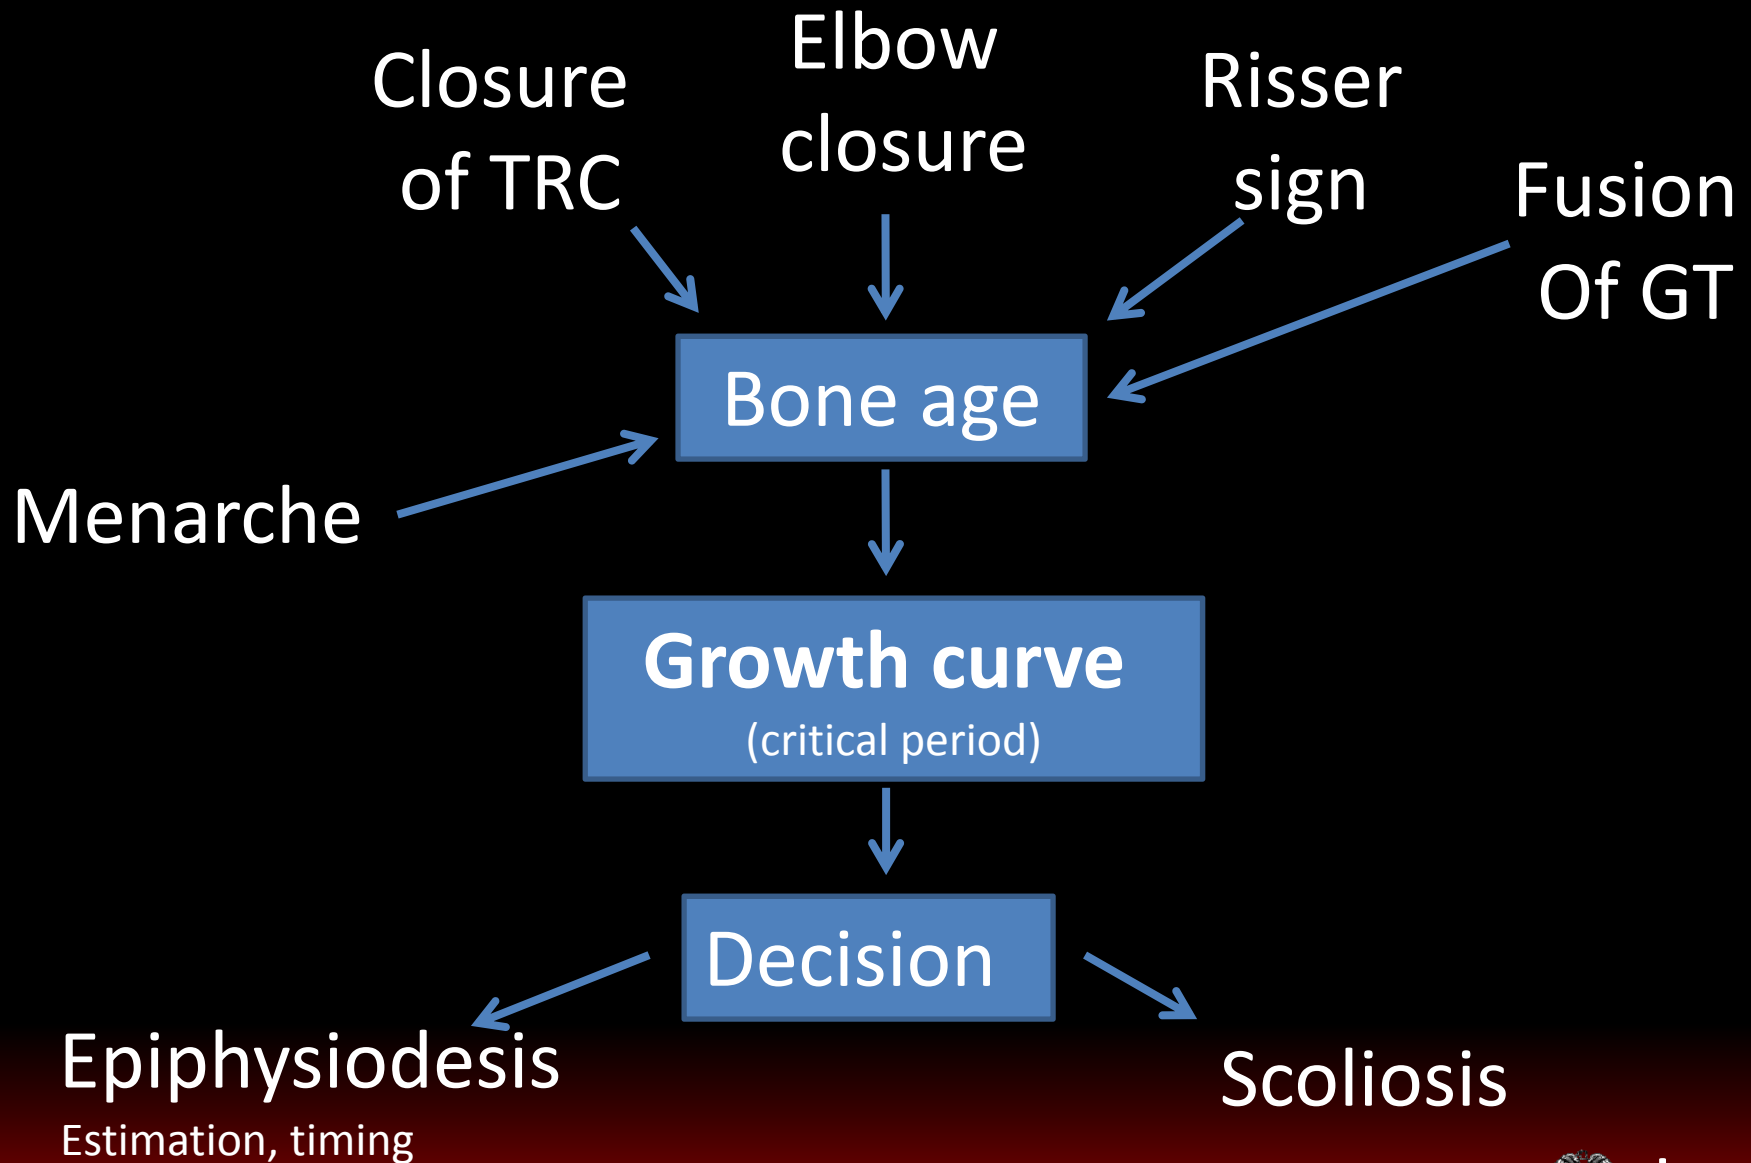 Closure
of TRC
Elbow
closure
Risser
sign
Fusion
Of GT
Bone age
Menarche
Growth curve
(critical period)
Decision
Epiphysiodesis
Estimation, timing
Scoliosis